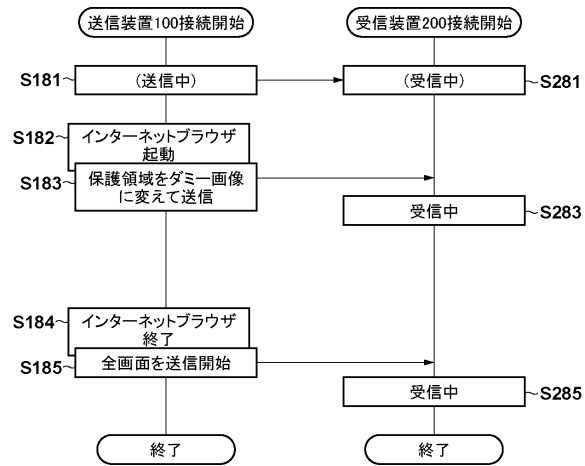 送信装置100接続開始
受信装置200接続開始
S181
(送信中)
(受信中)
S281
S182
インターネットブラウザ
起動
S183
保護領域をダミー画像
に変えて送信
受信中
S283
S184
インターネットブラウザ
終了
S185
全画面を送信開始
受信中
S285
終了
終了